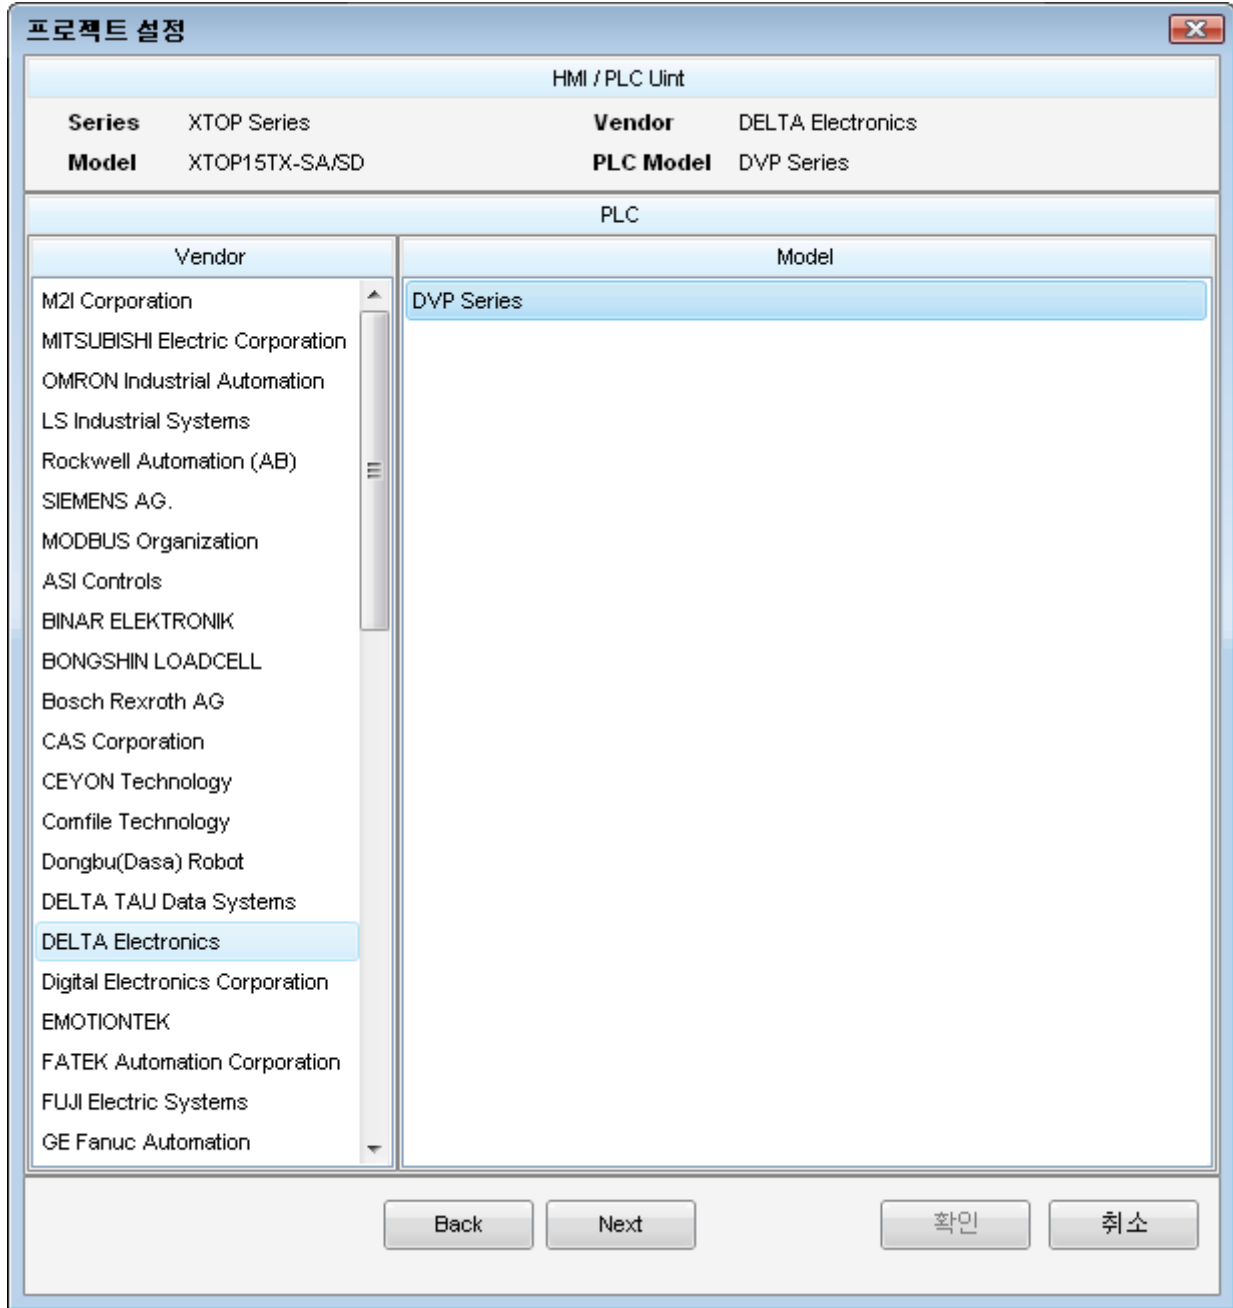 프로젝트 설정
HMI / PLC Uint
Series XTOP Series Vendor DELTA Electronics
Model XTOP15TX-SA/SD PLC Model DVP Series
PLC
Vendor Model
M2I Corporation DVP Series
MITSUBISHI Electric Corporation
OMRON Industrial Automation
LS Industrial Systems
Rockwell Automation (AB)
SIEMENS AG.
MODBUS Organization
ASI Controls
BINAR ELEKTRONIK
BONGSHIN LOADCELL
Bosch Rexroth AG
CAS Corporation
CEYON Technology
Comfile Technology
Dongbu(Dasa) Robot
DELTA TAU Data Systems
DELTA Electronics
Digital Electronics Corporation
EMOTIONTEK
FATEK Automation Corporation
FUJI Electric Systems
GE Fanuc Automation
Back Next 확인 취소